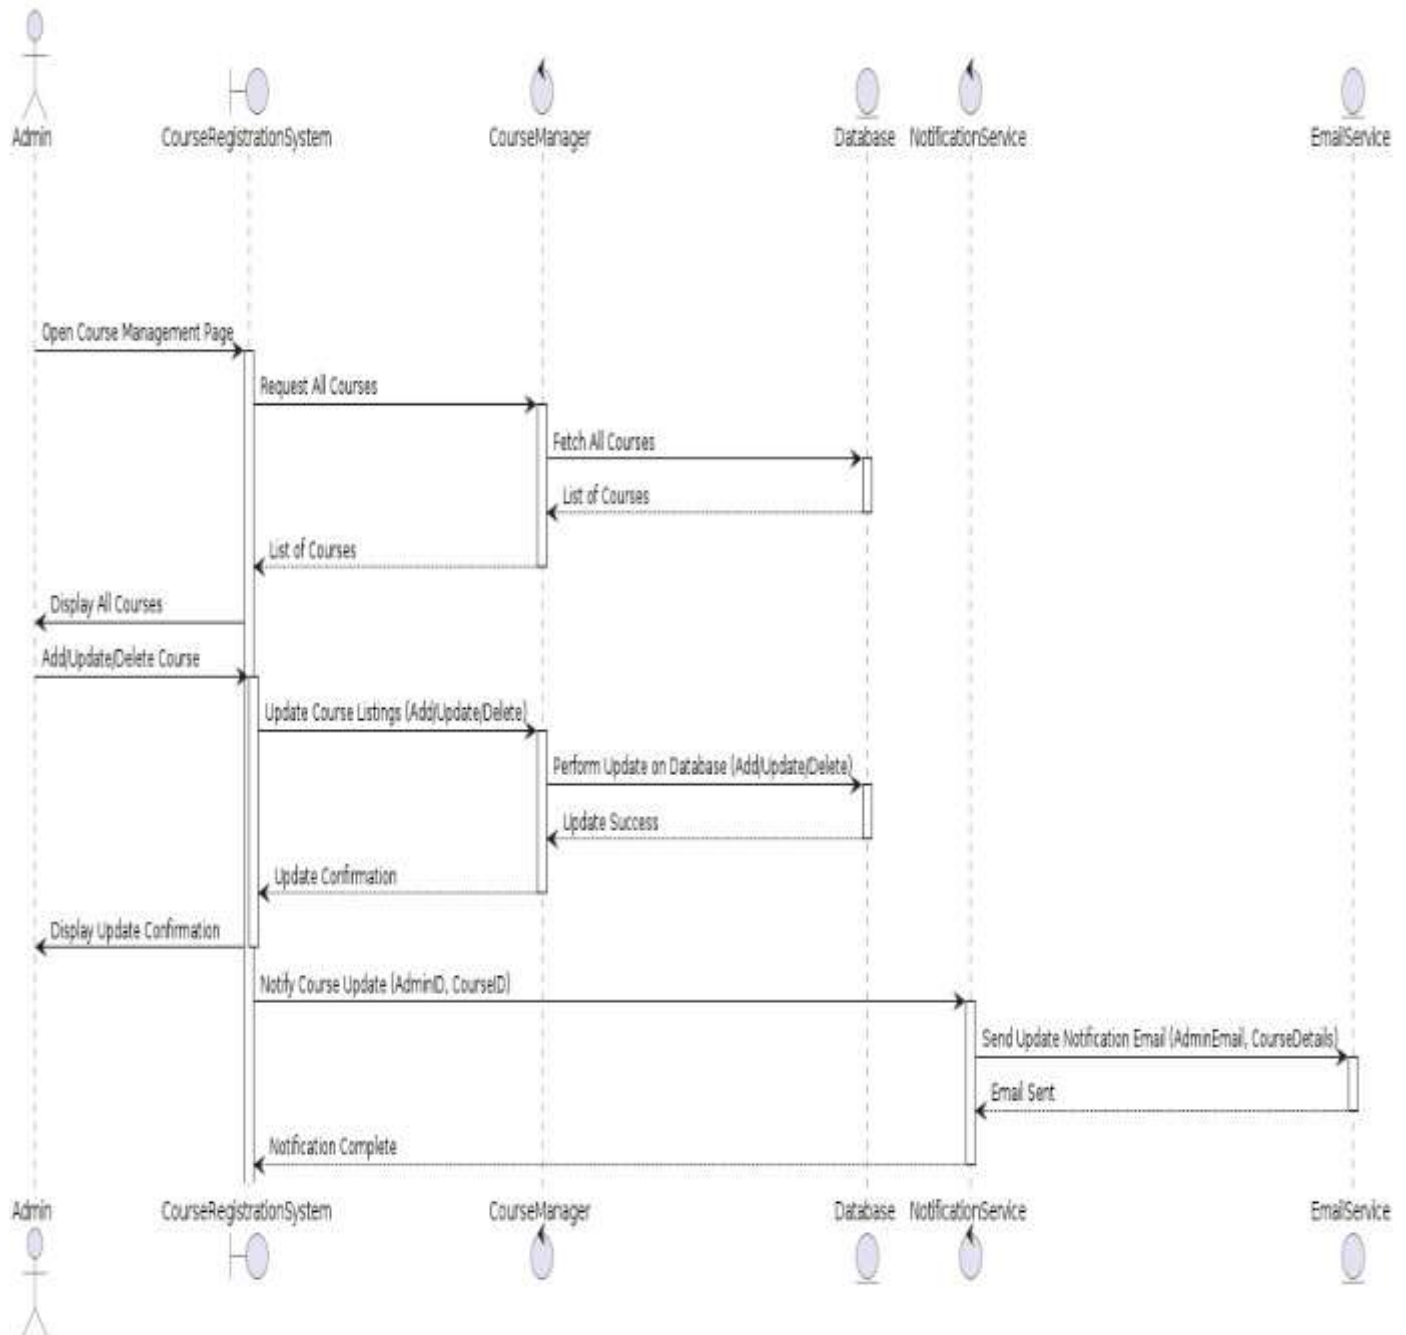 Admin
CourseRegistrationSystem
CourseManager
Database
NotificationService
EmailService
Open Course Management Page
Request All Courses
Fetch All Courses
List of Courses
List of Courses
Display All Courses
Add/Update/Delete Course
Update Course Listings (Add/Update/Delete)
Perform Update on Database (Add/Update/Delete)
Update Success
Update Confirmation
Display Update Confirmation
Notify Course Update (AdminID, CourseID)
Send Update Notification Email (AdminEmail, CourseDetails)
Email Sent
Notification Complete
Admin
CourseRegistrationSystem
CourseManager
Database
NotificationService
EmailService